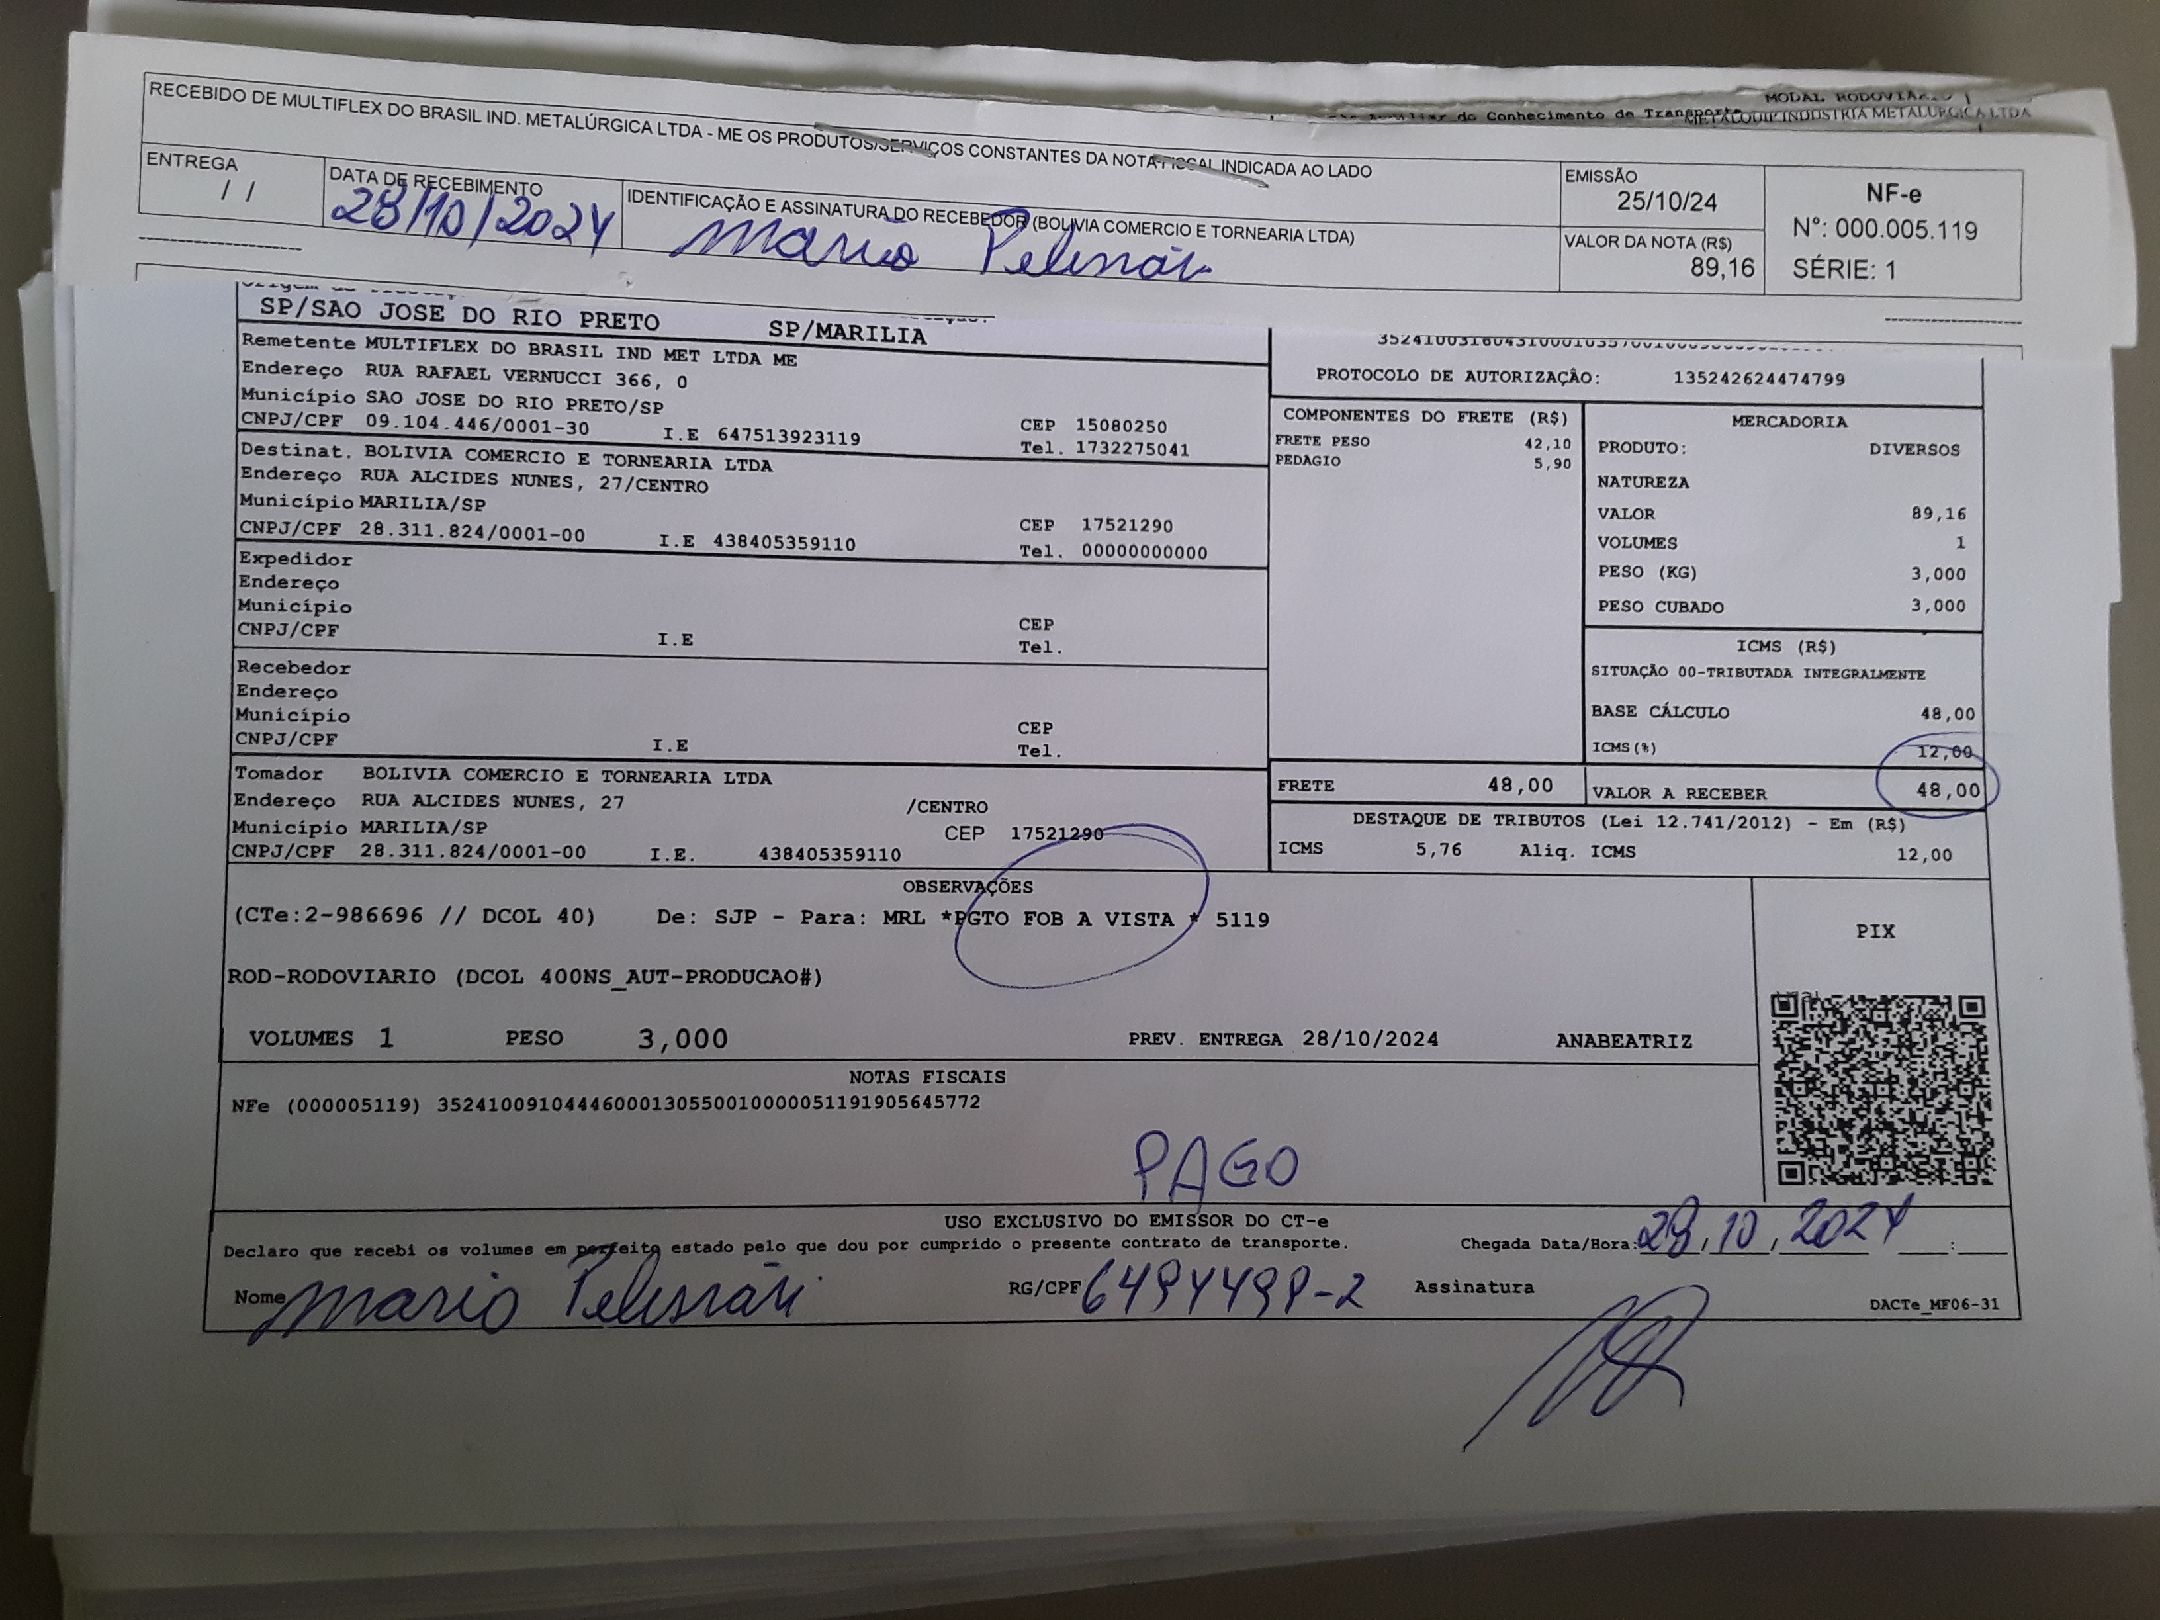 MODAL RODOVIÁRIO
do Conhecimento de Transporte
METALQUIP INDUSTRIA METALURGICA LTDA
RECEBIDO DE MULTIFLEX DO BRASIL IND. METALÚRGICA LTDA - ME OS PRODUTOS/SERVIÇOS CONSTANTES DA NOTA FISCAL INDICADA AO LADO
ENTREGA
/ /
DATA DE RECEBIMENTO
28/10/2024
IDENTIFICAÇÃO E ASSINATURA DO RECEBEDOR (BOLIVIA COMERCIO E TORNEARIA LTDA)
Mario
EMISSÃO
25/10/24
VALOR DA NOTA (R$)
89,16
NF-e
N°: 000.005.119
SÉRIE: 1
SP/SAO JOSE DO RIO PRETO SP/MARILIA
Remetente MULTIFLEX DO BRASIL IND MET LTDA ME
Endereço RUA RAFAEL VERNUCCI 366, 0
Município SAO JOSE DO RIO PRETO/SP
CNPJ/CPF 09.104.446/0001-30 I.E 647513923119
CEP 15080250
Tel. 1732275041
Destinat. BOLIVIA COMERCIO E TORNEARIA LTDA
Endereço RUA ALCIDES NUNES, 27/CENTRO
Município MARILIA/SP
CNPJ/CPF 28.311.824/0001-00 I.E 438405359110
CEP 17521290
Tel. 00000000000
Expedidor
Endereço
Município
CNPJ/CPF I.E
CEP
Tel.
Recebedor
Endereço
Município
CNPJ/CPF I.E
CEP
Tel.
Tomador BOLIVIA COMERCIO E TORNEARIA LTDA
Endereço RUA ALCIDES NUNES, 27 /CENTRO
Município MARILIA/SP CEP 17521290
CNPJ/CPF 28.311.824/0001-00 I.E. 438405359110
PROTOCOLO DE AUTORIZAÇÂO: 135242624474799
COMPONENTES DO FRETE (R$)
FRETE PESO 42,10
PEDAGIO 5,90
MERCADORIA
PRODUTO: DIVERSOS
NATUREZA
VALOR 89,16
VOLUMES 1
PESO (KG) 3,000
PESO CUBADO 3,000
ICMS (R$)
SITUAÇÃO 00-TRIBUTADA INTEGRALMENTE
BASE CÁLCULO 48,00
ICMS(%) 12,00
FRETE 48,00
VALOR A RECEBER 48,00
DESTAQUE DE TRIBUTOS (Lei 12.741/2012) - Em (R$)
ICMS 5,76 Aliq. ICMS 12,00
OBSERVAÇÕES
(CTe:2-986696 // DCOL 40) De: SJP - Para: MRL *PGTO FOB A VISTA * 5119
ROD-RODOVIARIO (DCOL 400NS_AUT-PRODUCAO#)
VOLUMES 1 PESO 3,000 PREV. ENTREGA 28/10/2024 ANABEATRIZ
PIX
NOTAS FISCAIS
NFe (000005119) 35241009104446000130550010000051191905645772
PAGO
USO EXCLUSIVO DO EMISSOR DO CT-e
Declaro que recebi os volumes em perfeito estado pelo que dou por cumprido o presente contrato de transporte.
Chegada Data/Hora: 28,10,2024 :
Nome Mario
RG/CPF
Assinatura
DACTe_MF06-31